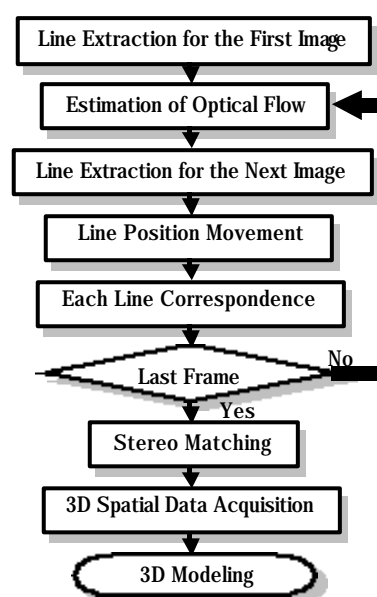 Line Extraction for the First Image
Estimation of Optical Flow
Line Extraction for the Next Image
Line Position Movement
Each Line Correspondence
Last Frame
No
Yes
Stereo Matching
3D Spatial Data Acquisition
3D Modeling